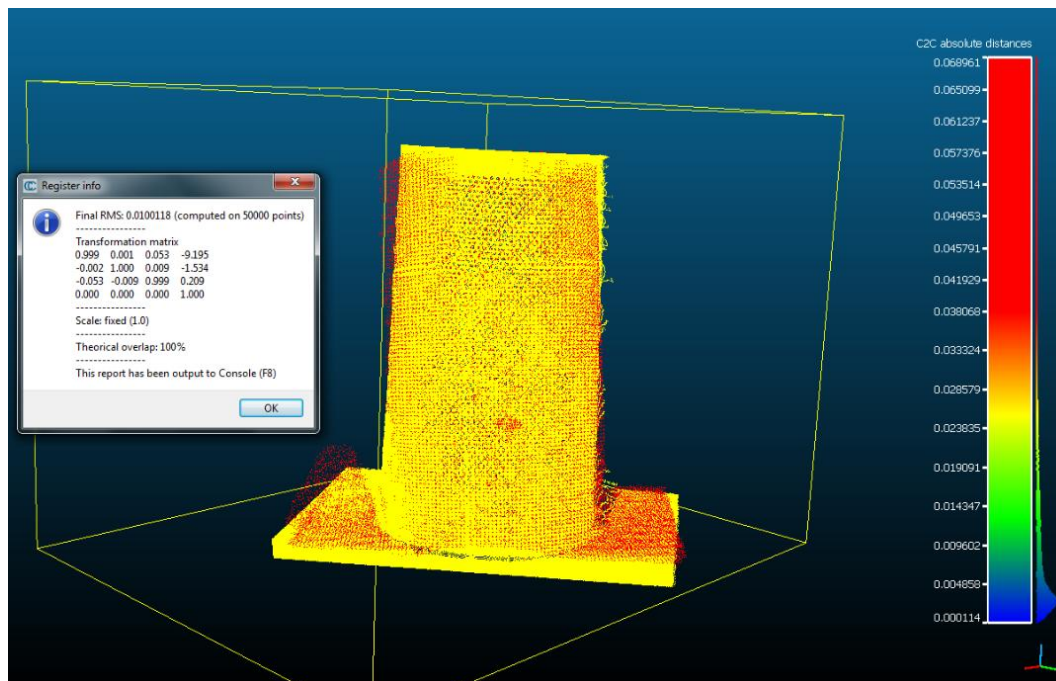 Register info
Final RMS: 0.0100118 (computed on 50000 points)
----------------
Transformation matrix
0.999 0.001 0.053 -9.195
-0.002 1.000 0.009 -1.534
-0.053 -0.009 0.999 0.209
0.000 0.000 0.000 1.000
----------------
Scale: fixed (1.0)
----------------
Theorical overlap: 100%
----------------
This report has been output to Console (F8)
OK
C2C absolute distances
0.068961
0.065099
0.061237
0.057376
0.053514
0.049653
0.045791
0.041929
0.038068
0.033324
0.028579
0.023835
0.019091
0.014347
0.009602
0.004858
0.000114